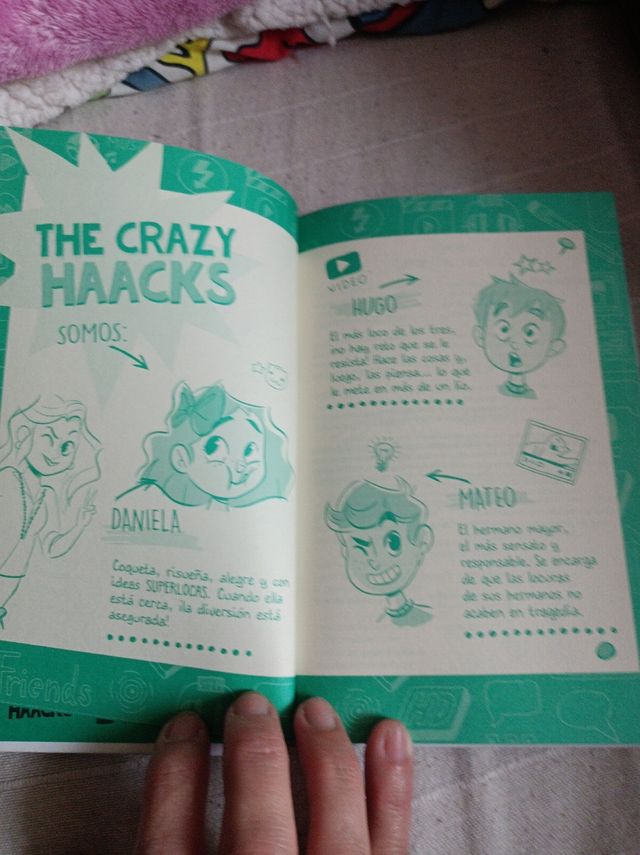 THE CRAZY
HAACKS
SOMOS:
DANIELA
Coqueta, risueña, alegre y con
ideas SUPERLOCAS. Cuando ella
está cerca, ¡la diversión está
asegurada!
Friends
VIDEO
HUGO
El más loco de los tres,
¡no hay reto que se le
resista! Hace las cosas y,
luego, las piensa... lo que
le mete en más de un lío.
MATEO
El hermano mayor,
el más sensato y
responsable. Se encarga
de que las locuras
de sus hermanos no
acaben en tragedia.